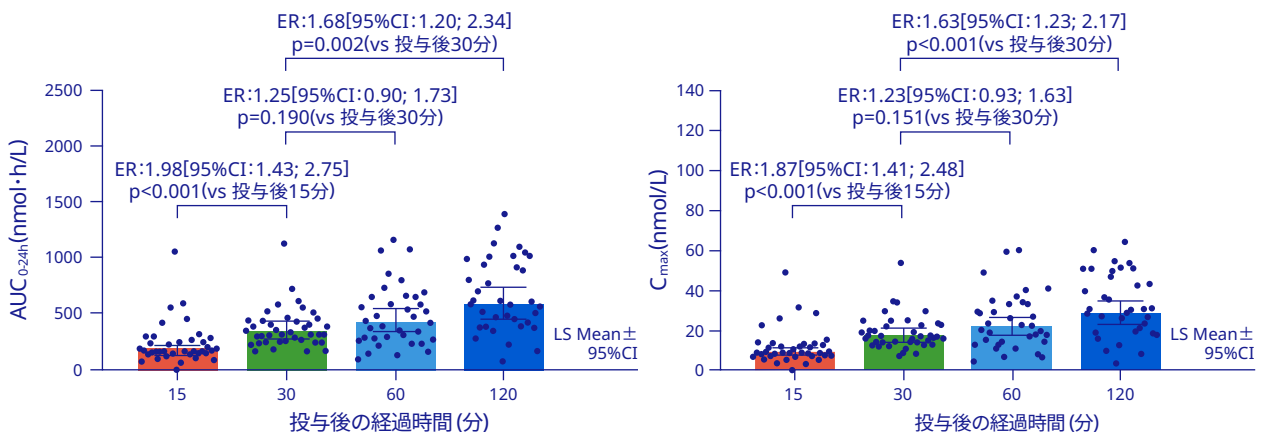 ER:1.68[95%CI:1.20; 2.34]
p=0.002(vs 投与後30分)
ER:1.25[95%CI:0.90; 1.73]
p=0.190(vs 投与後30分)
ER:1.98[95%CI:1.43; 2.75]
p<0.001(vs 投与後15分)
AUC0-24h(nmol·h/L)
2500
2000
1500
1000
500
0
15
30
60
120
LS Mean±
95%CI
投与後の経過時間(分)
ER:1.63[95%CI:1.23; 2.17]
p<0.001(vs 投与後30分)
ER:1.23[95%CI:0.93; 1.63]
p=0.151(vs 投与後30分)
ER:1.87[95%CI:1.41; 2.48]
p<0.001(vs 投与後15分)
Cmax(nmol/L)
140
120
100
80
60
40
20
0
15
30
60
120
LS Mean±
95%CI
投与後の経過時間(分)